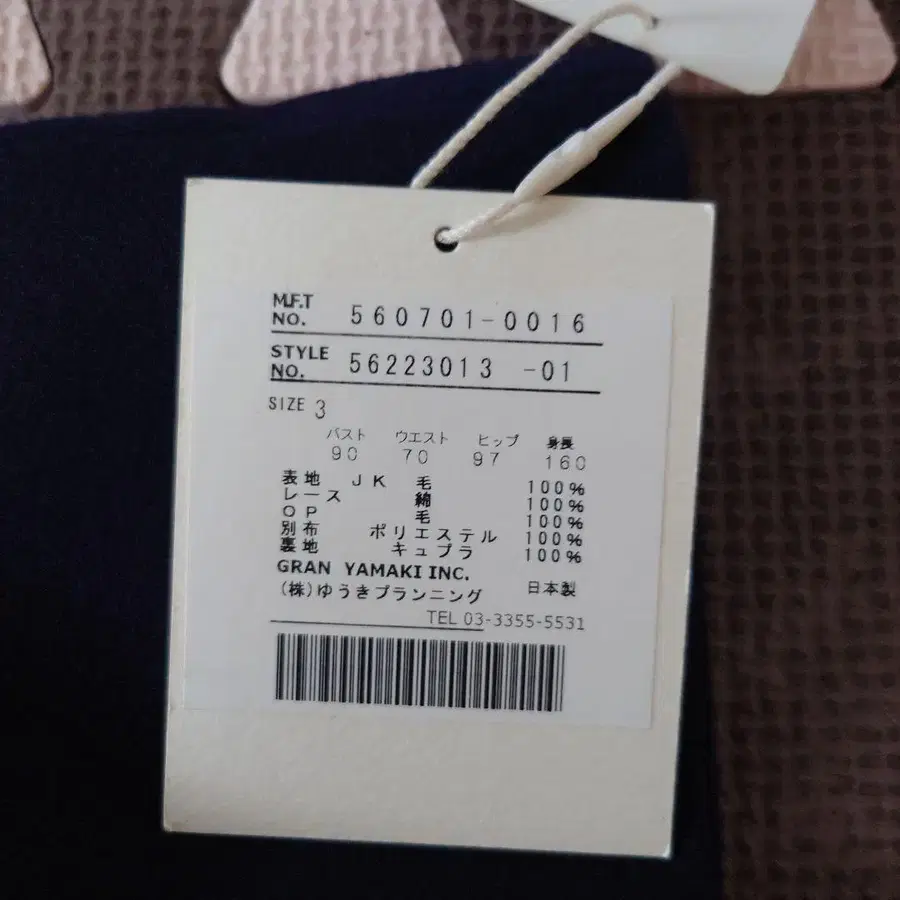 M.F.T NO. 560701-0016
STYLE NO. 56223013 -01
SIZE 3
バスト ウエスト ヒップ 身長
90 70 97 160
表地 JK 毛 100%
レース 綿 100%
OP 毛 100%
別布 ポリエステル 100%
裏地 キュプラ 100%
GRAN YAMAKI INC.
(株)ゆうきプランニング 日本製
TEL 03-3355-5531